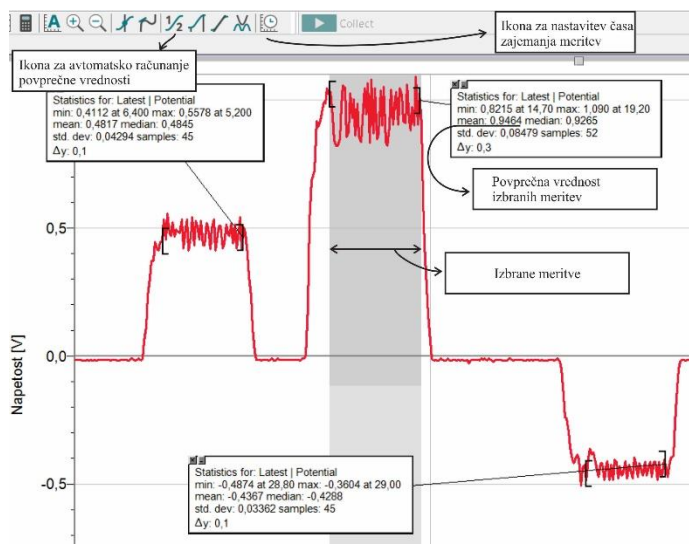 Collect
Ikona za nastavitev časa
zajemanja meritev
Ikona za avtomatsko računanje
povprečne vrednosti
Statistics for: Latest | Potential
min: 0,4112 at 6,400 max: 0,5578 at 5,200
mean: 0,4817 median: 0,4845
std. dev: 0,04294 samples: 45
Δy: 0,1
Statistics for: Latest | Potential
min: 0,8215 at 14,70 max: 1,090 at 19,20
mean: 0,9464 median: 0,9265
std. dev: 0,08479 samples: 52
Δy: 0,3
Povprečna vrednost
izbranih meritev
Izbrane meritve
0,5
0,0
-0,5
Napetost [V]
Statistics for: Latest | Potential
min: -0,4874 at 28,80 max: -0,3604 at 29,00
mean: -0,4367 median: -0,4288
std. dev: 0,03362 samples: 45
Δy: 0,1